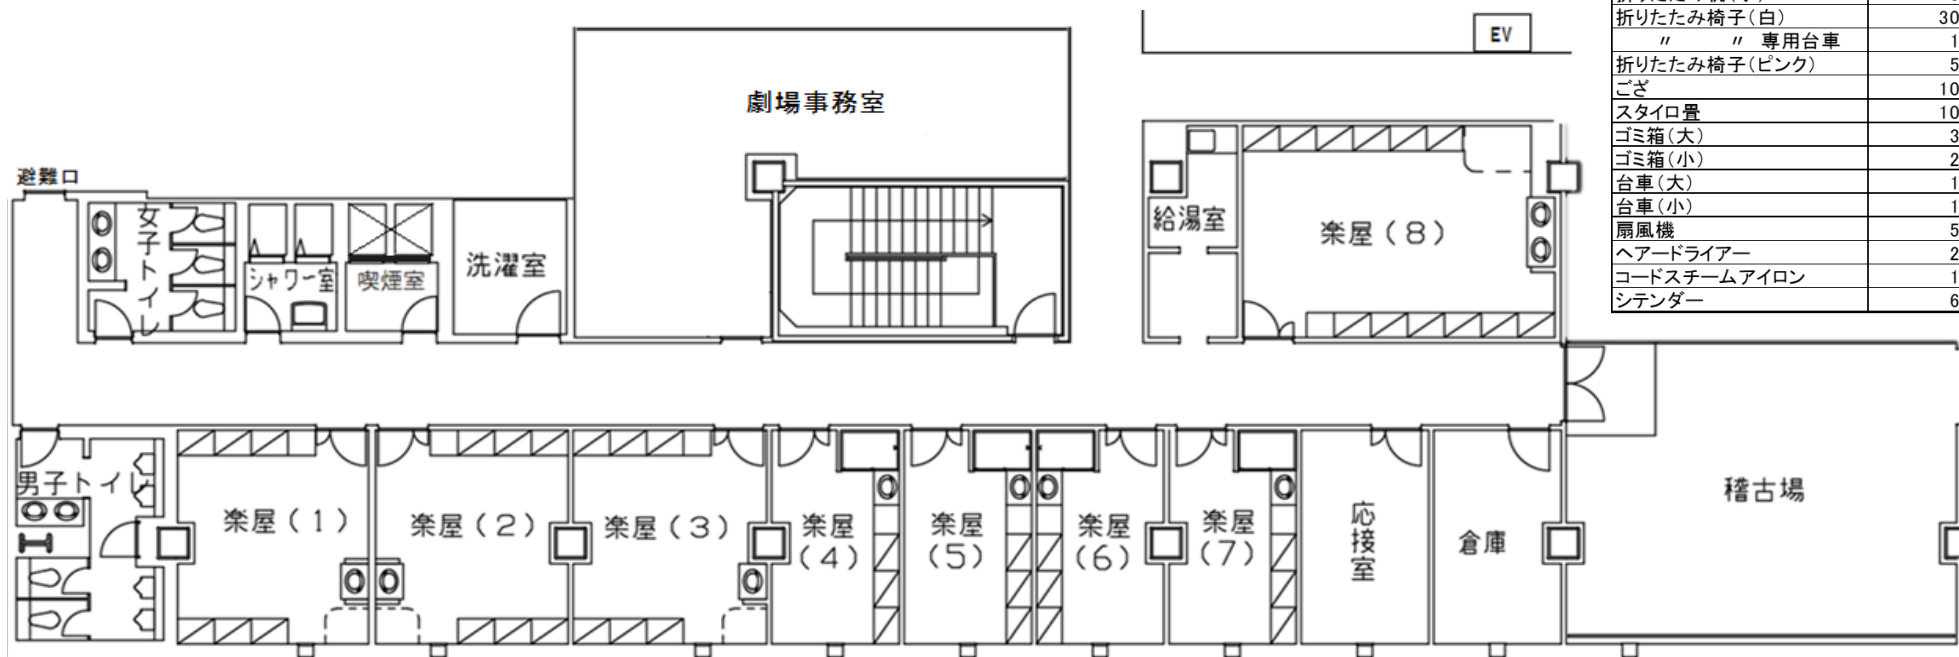 EV
折りたたみ椅子(白) 30
〃 〃 専用台車 1
折りたたみ椅子(ピンク) 5
ござ 10
スタイロ畳 10
ゴミ箱(大) 3
ゴミ箱(小) 2
台車(大) 1
台車(小) 1
扇風機 5
ヘアードライアー 2
コードスチームアイロン 1
シテンダー 6
劇場事務室
避難口
女子トイレ
シャワー室
喫煙室
洗濯室
給湯室
楽屋(8)
男子トイレ
楽屋(1)
楽屋(2)
楽屋(3)
楽屋
(4)
楽屋
(5)
楽屋
(6)
楽屋
(7)
応接室
倉庫
稽古場